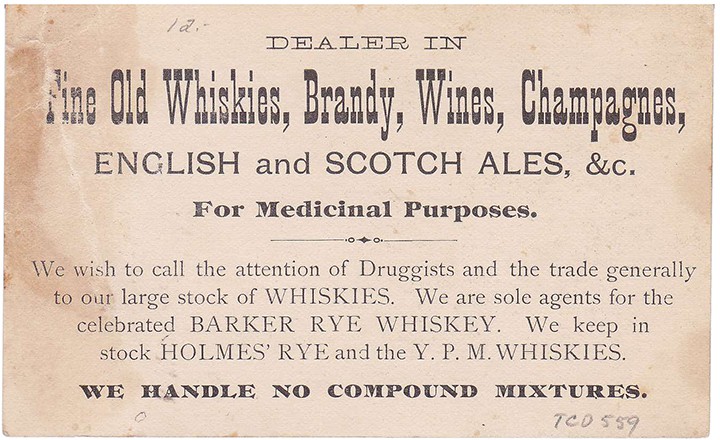 12.-
DEALER IN
Fine Old Whiskies, Brandy, Wines, Champagnes,
ENGLISH and SCOTCH ALES, &c.
For Medicinal Purposes.
We wish to call the attention of Druggists and the trade generally
to our large stock of WHISKIES. We are sole agents for the
celebrated BARKER RYE WHISKEY. We keep in
stock HOLMES' RYE and the Y. P. M. WHISKIES.
WE HANDLE NO COMPOUND MIXTURES.
TCD 559